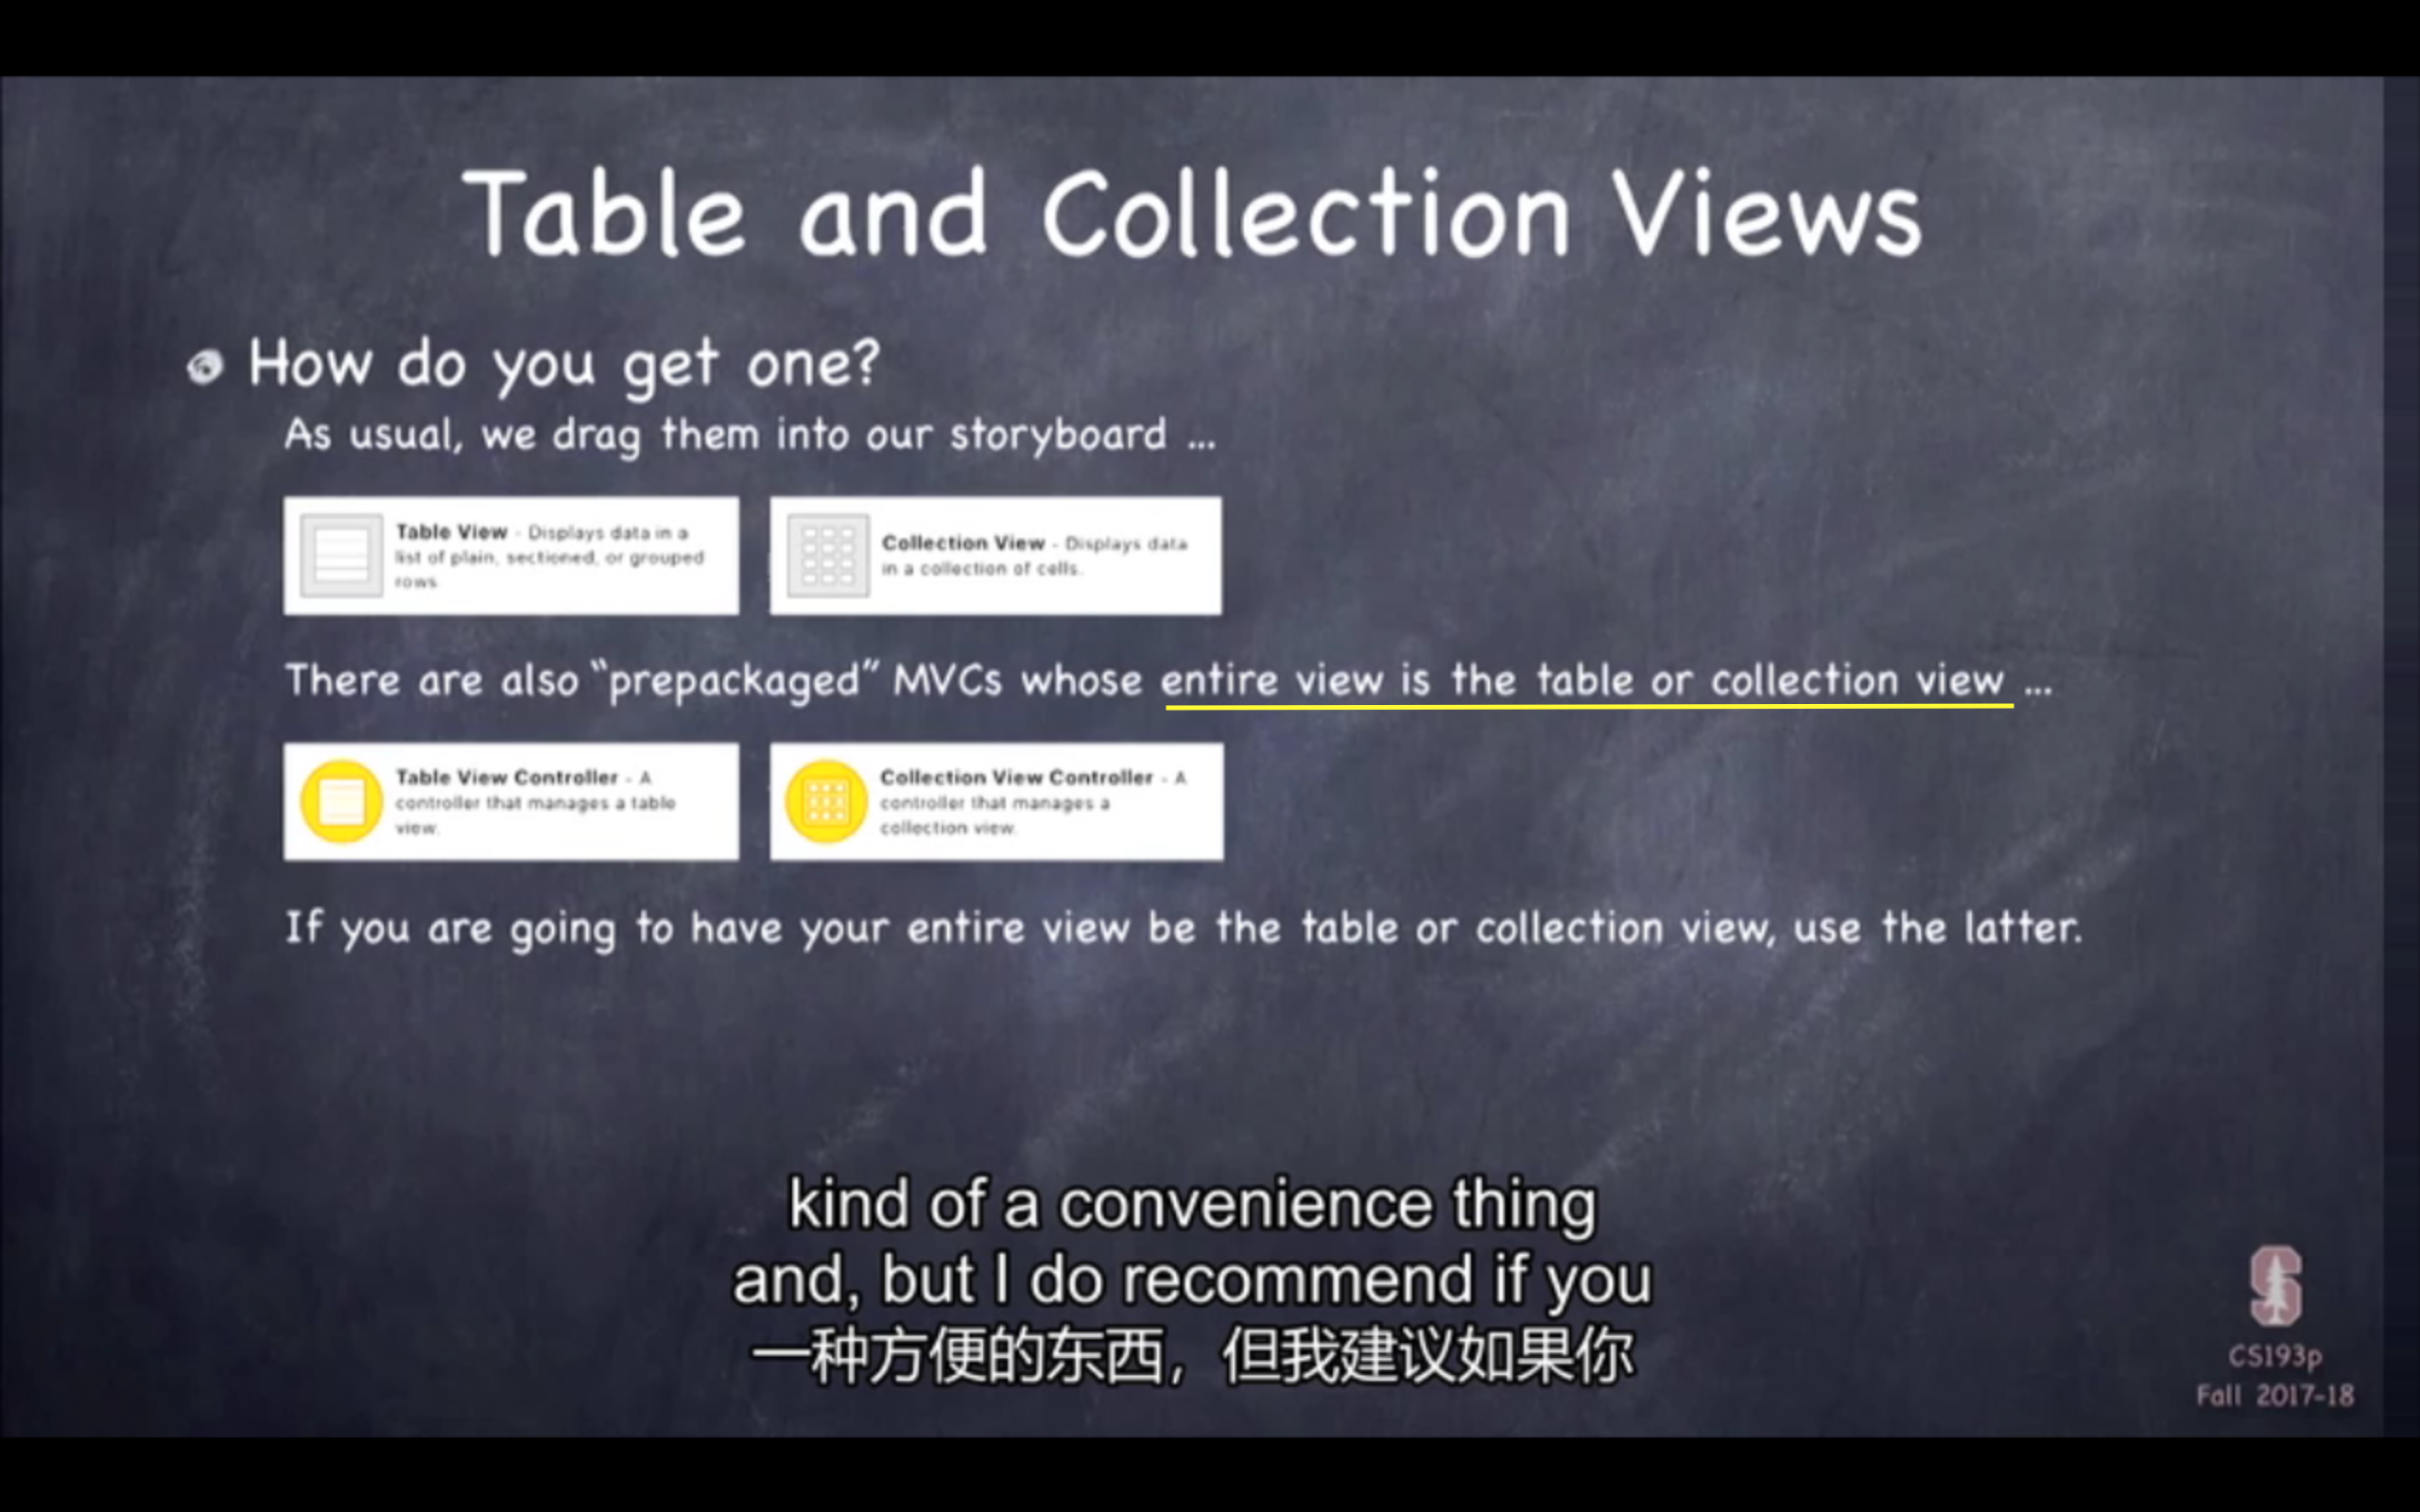 Table and Collection Views
How do you get one?
As usual, we drag them into our storyboard ...
Table View - Displays data in a
list of plain, sectioned, or grouped
rows.
Collection View - Displays data
in a collection of cells.
There are also “prepackaged” MVCs whose entire view is the table or collection view ...
Table View Controller - A
controller that manages a table
view.
Collection View Controller - A
controller that manages a
collection view.
If you are going to have your entire view be the table or collection view, use the latter.
kind of a convenience thing
and, but I do recommend if you
一种方便的东西，但我建议如果你
S
CS193p
Fall 2017-18